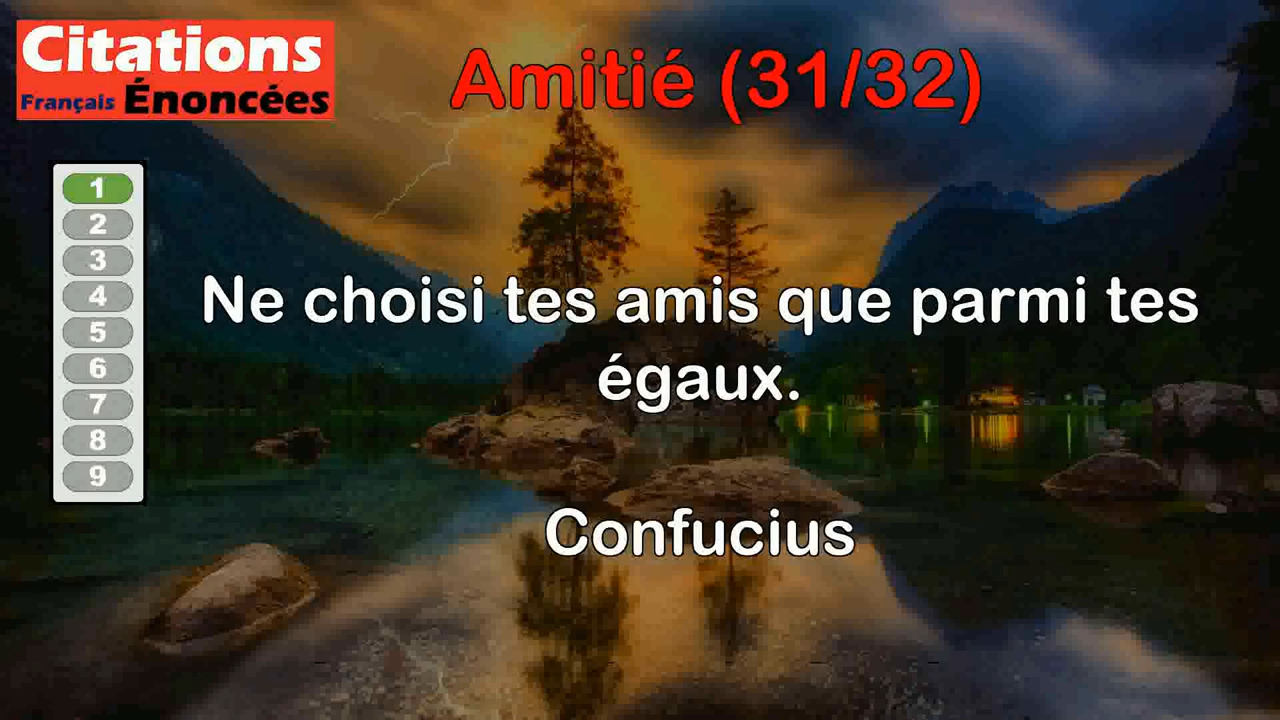 Citations
Français Énoncées
Amitié (31/32)
1
2
3
4
5
6
7
8
9
Ne choisi tes amis que parmi tes
égaux.
Confucius